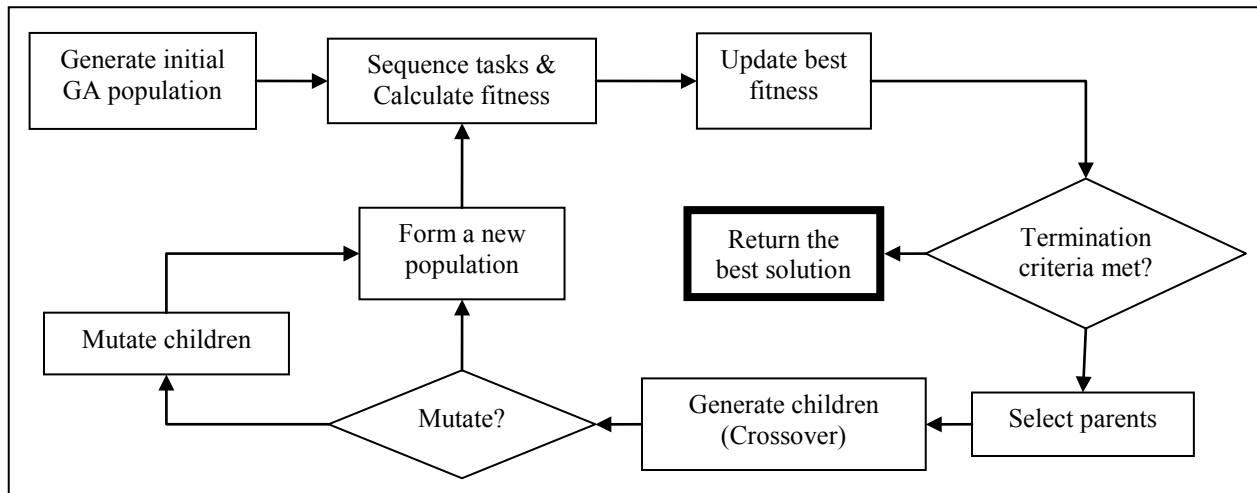 Generate initial
GA population
Sequence tasks &
Calculate fitness
Update best
fitness
Termination
criteria met?
Return the
best solution
Form a new
population
Mutate children
Mutate?
Generate children
(Crossover)
Select parents